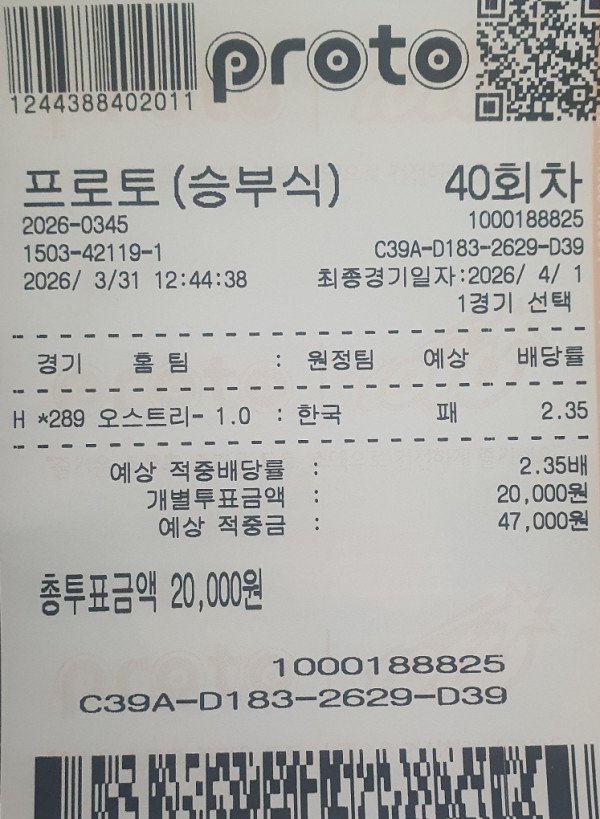 proto
1244388402011
프로토(승부식) 40회차
2026-0345 1000188825
1503-42119-1 C39A-D183-2629-D39
2026/ 3/31 12:44:38 최종경기일자:2026/ 4/ 1
1경기 선택
경기 홈 팀 : 원정팀 예상 배당률
H *289 오스트리- 1.0 : 한국 패 2.35
예상 적중배당률 : 2.35배
개별투표금액 : 20,000원
예상 적중금 : 47,000원
총투표금액 20,000원
1000188825
C39A-D183-2629-D39